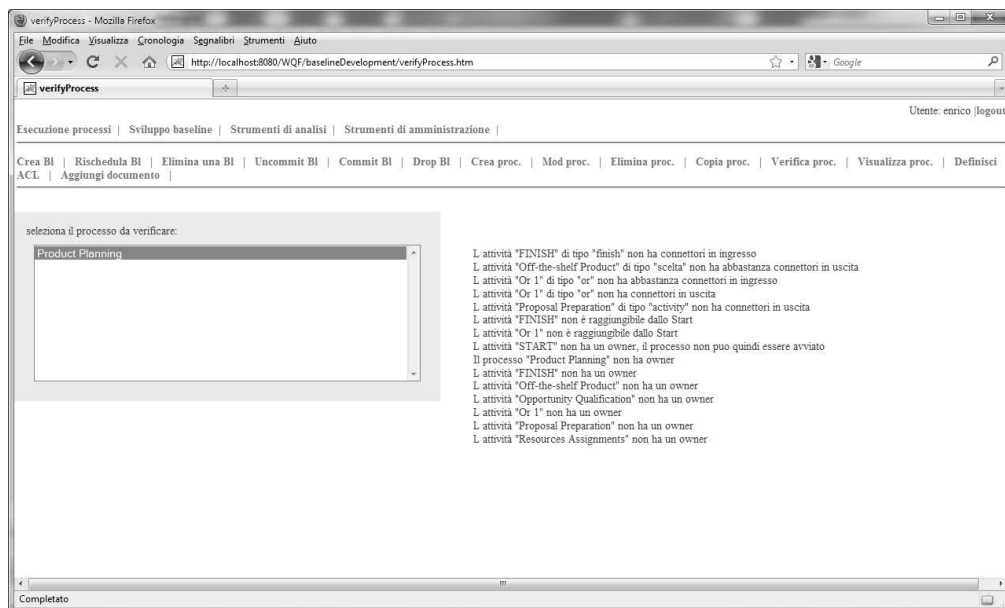 verifyProcess - Mozilla Firefox
File Modifica Visualizza Cronologia Segnalibri Strumenti Aiuto
http://localhost:8080/WQF/baselineDevelopment/verifyProcess.htm
Google
verifyProcess
Utente: enrico |logout
Esecuzione processi | Sviluppo baseline | Strumenti di analisi | Strumenti di amministrazione |
Crea Bl | Rischedula Bl | Elimina una Bl | Uncommit Bl | Commit Bl | Drop Bl | Crea proc. | Mod proc. | Elimina proc. | Copia proc. | Verifica proc. | Visualizza proc. | Definisci
ACL | Aggiungi documento |
seleziona il processo da verificare:
Product Planning
L attività "FINISH" di tipo "finish" non ha connettori in ingresso
L attività "Off-the-shelf Product" di tipo "scelta" non ha abbastanza connettori in uscita
L attività "Or 1" di tipo "or" non ha abbastanza connettori in ingresso
L attività "Or 1" di tipo "or" non ha connettori in uscita
L attività "Proposal Preparation" di tipo "activity" non ha connettori in uscita
L attività "FINISH" non è raggiungibile dallo Start
L attività "Or 1" non è raggiungibile dallo Start
L attività "START" non ha un owner, il processo non puo quindi essere avviato
Il processo "Product Planning" non ha owner
L attività "FINISH" non ha un owner
L attività "Off-the-shelf Product" non ha un owner
L attività "Opportunity Qualification" non ha un owner
L attività "Or 1" non ha un owner
L attività "Proposal Preparation" non ha un owner
L attività "Resources Assignments" non ha un owner
Completato